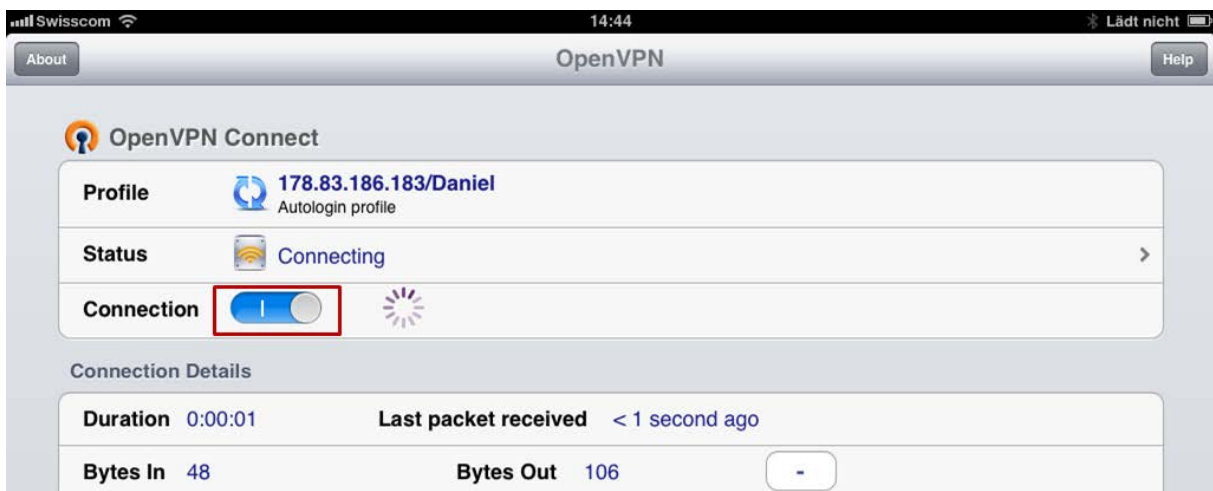 Swisscom 14:44 Lädt nicht
About OpenVPN Help
OpenVPN Connect
Profile 178.83.186.183/Daniel
Autologin profile
Status Connecting
Connection
Connection Details
Duration 0:00:01 Last packet received < 1 second ago
Bytes In 48 Bytes Out 106 -